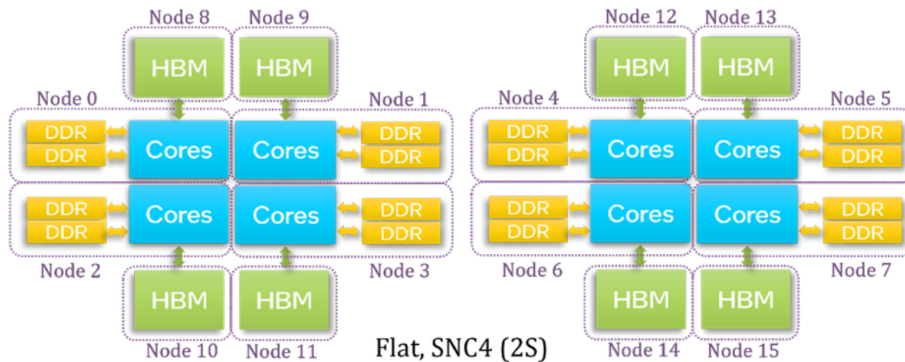 Node 8 Node 9 Node 12 Node 13
HBM HBM HBM HBM
Node 0 Node 1 Node 4 Node 5
DDR DDR DDR DDR
Cores Cores Cores Cores
DDR DDR DDR DDR
DDR DDR DDR DDR
Cores Cores Cores Cores
DDR DDR DDR DDR
Node 2 Node 3 Node 6 Node 7
HBM HBM HBM HBM
Node 10 Node 11 Node 14 Node 15
Flat, SNC4 (2S)